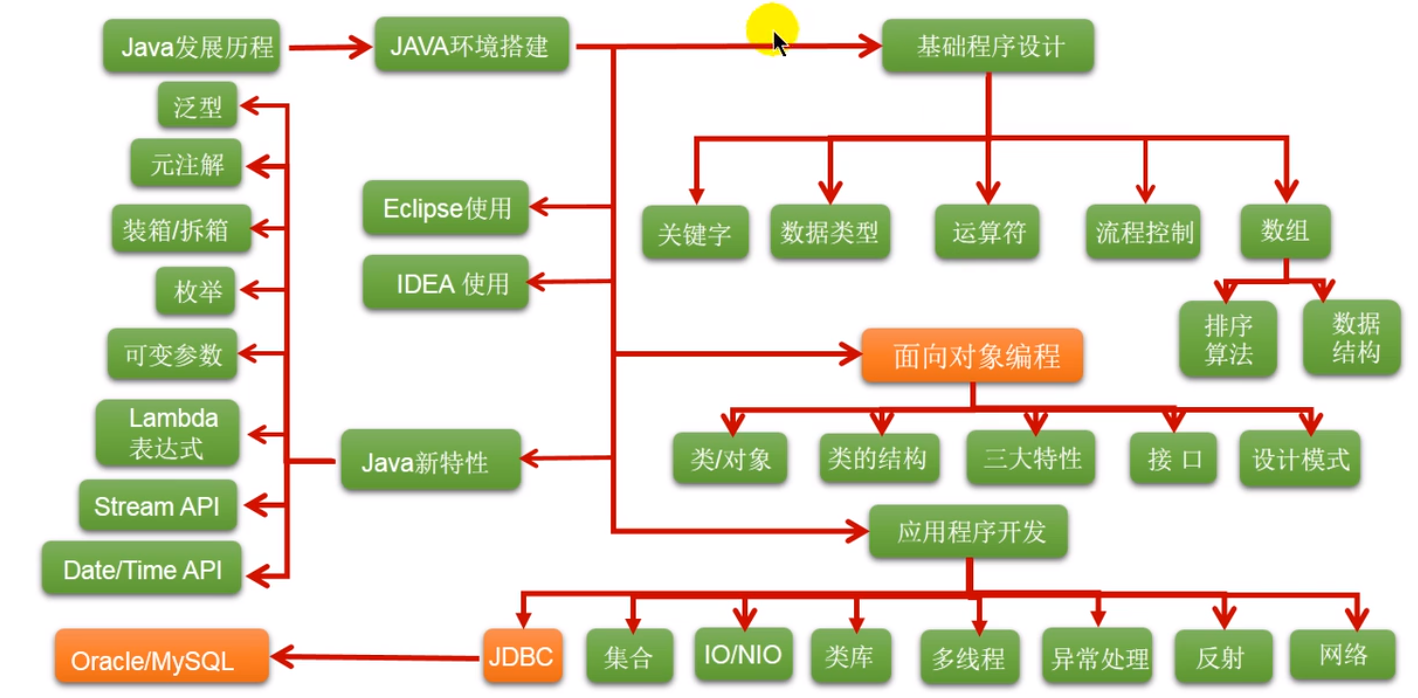 Java发展历程
JAVA环境搭建
基础程序设计
泛型
元注解
装箱/拆箱
枚举
可变参数
Lambda
表达式
Stream API
Date/Time API
Eclipse使用
IDEA 使用
Java新特性
关键字
数据类型
运算符
流程控制
数组
排序
算法
数据
结构
面向对象编程
类/对象
类的结构
三大特性
接 口
设计模式
应用程序开发
Oracle/MySQL
JDBC
集合
IO/NIO
类库
多线程
异常处理
反射
网络